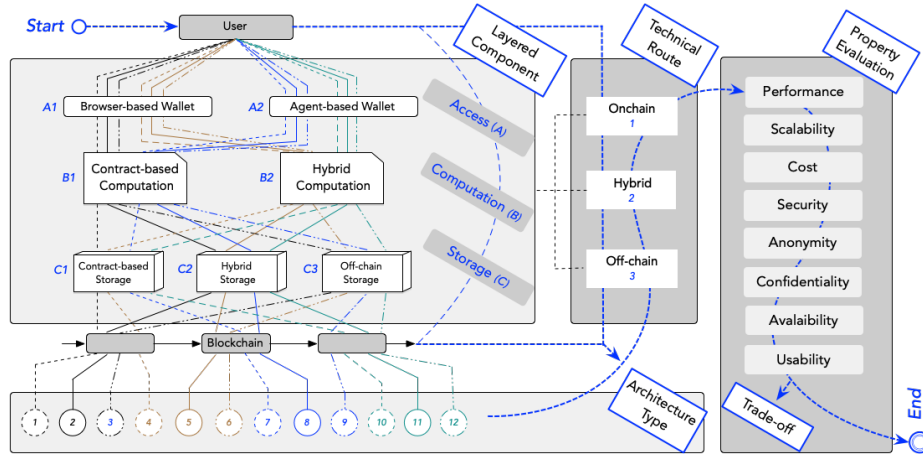 Start
User
Layered
Component
Technical
Route
Property
Evaluation
A1
Browser-based Wallet
A2
Agent-based Wallet
Access (A)
Onchain
1
Performance
Scalability
Cost
Security
Anonymity
Confidentiality
Avalaibility
Usability
B1
Contract-based
Computation
B2
Hybrid
Computation
Computation (B)
Hybrid
2
C1
Contract-based
Storage
C2
Hybrid
Storage
C3
Off-chain
Storage
Storage (C)
Off-chain
3
Blockchain
Architecture
Type
Trade-off
End
1
2
3
4
5
6
7
8
9
10
11
12